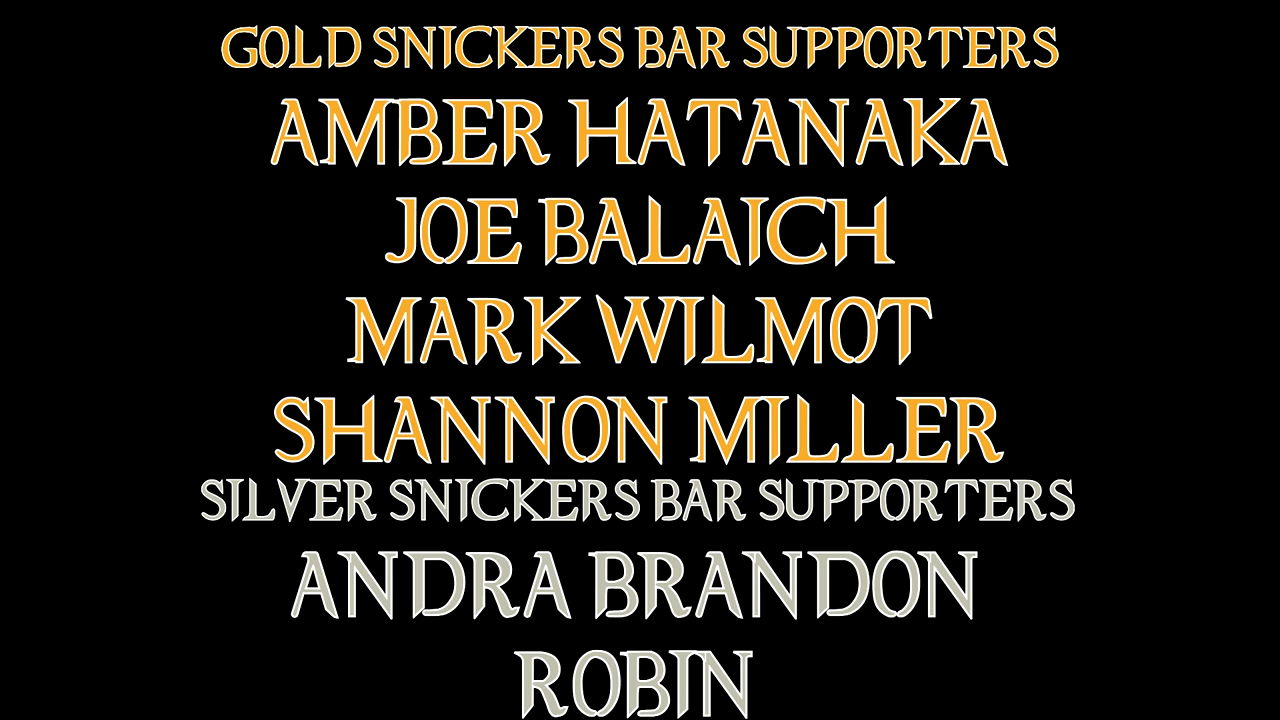 GOLD SNICKERS BAR SUPPORTERS
AMBER HATANAKA
JOE BALAICH
MARK WILMOT
SHANNON MILLER
SILVER SNICKERS BAR SUPPORTERS
ANDRA BRANDON
ROBIN